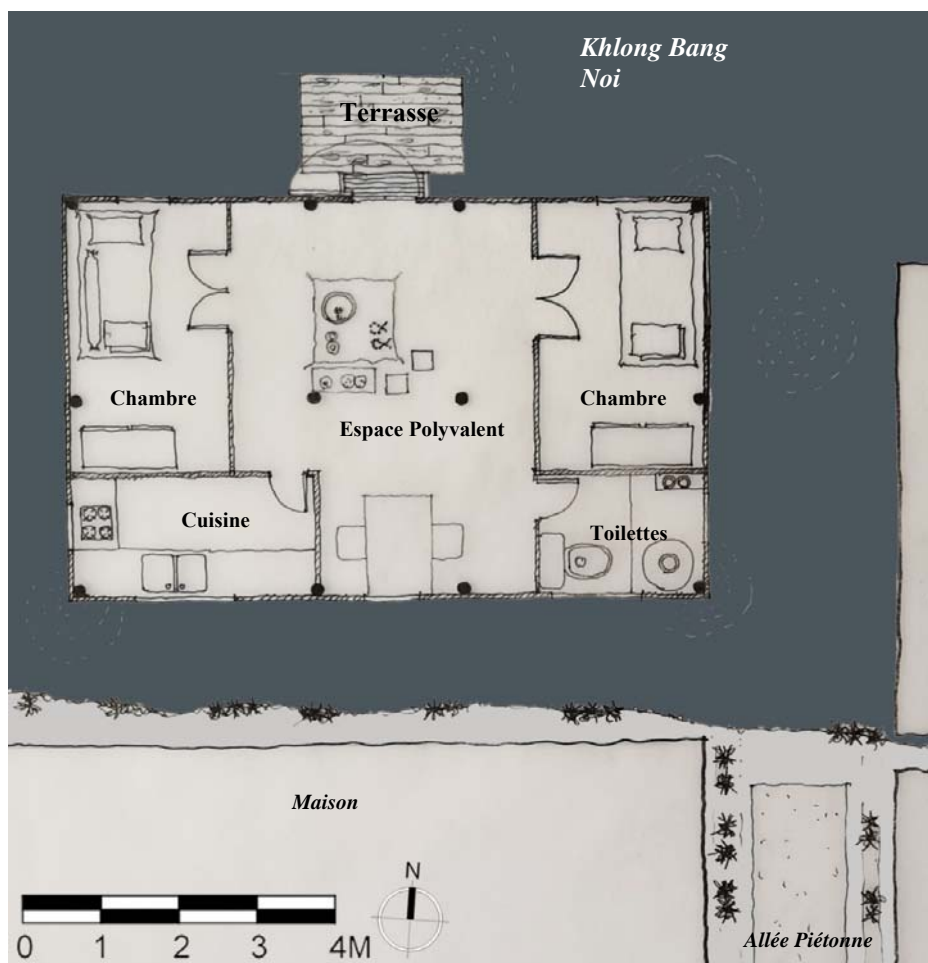 Khlong Bang
Noi
Terrasse
Chambre
Chambre
Espace Polyvalent
Cuisine
Toilettes
Maison
N
0 1 2 3 4M
Allée Piétonne